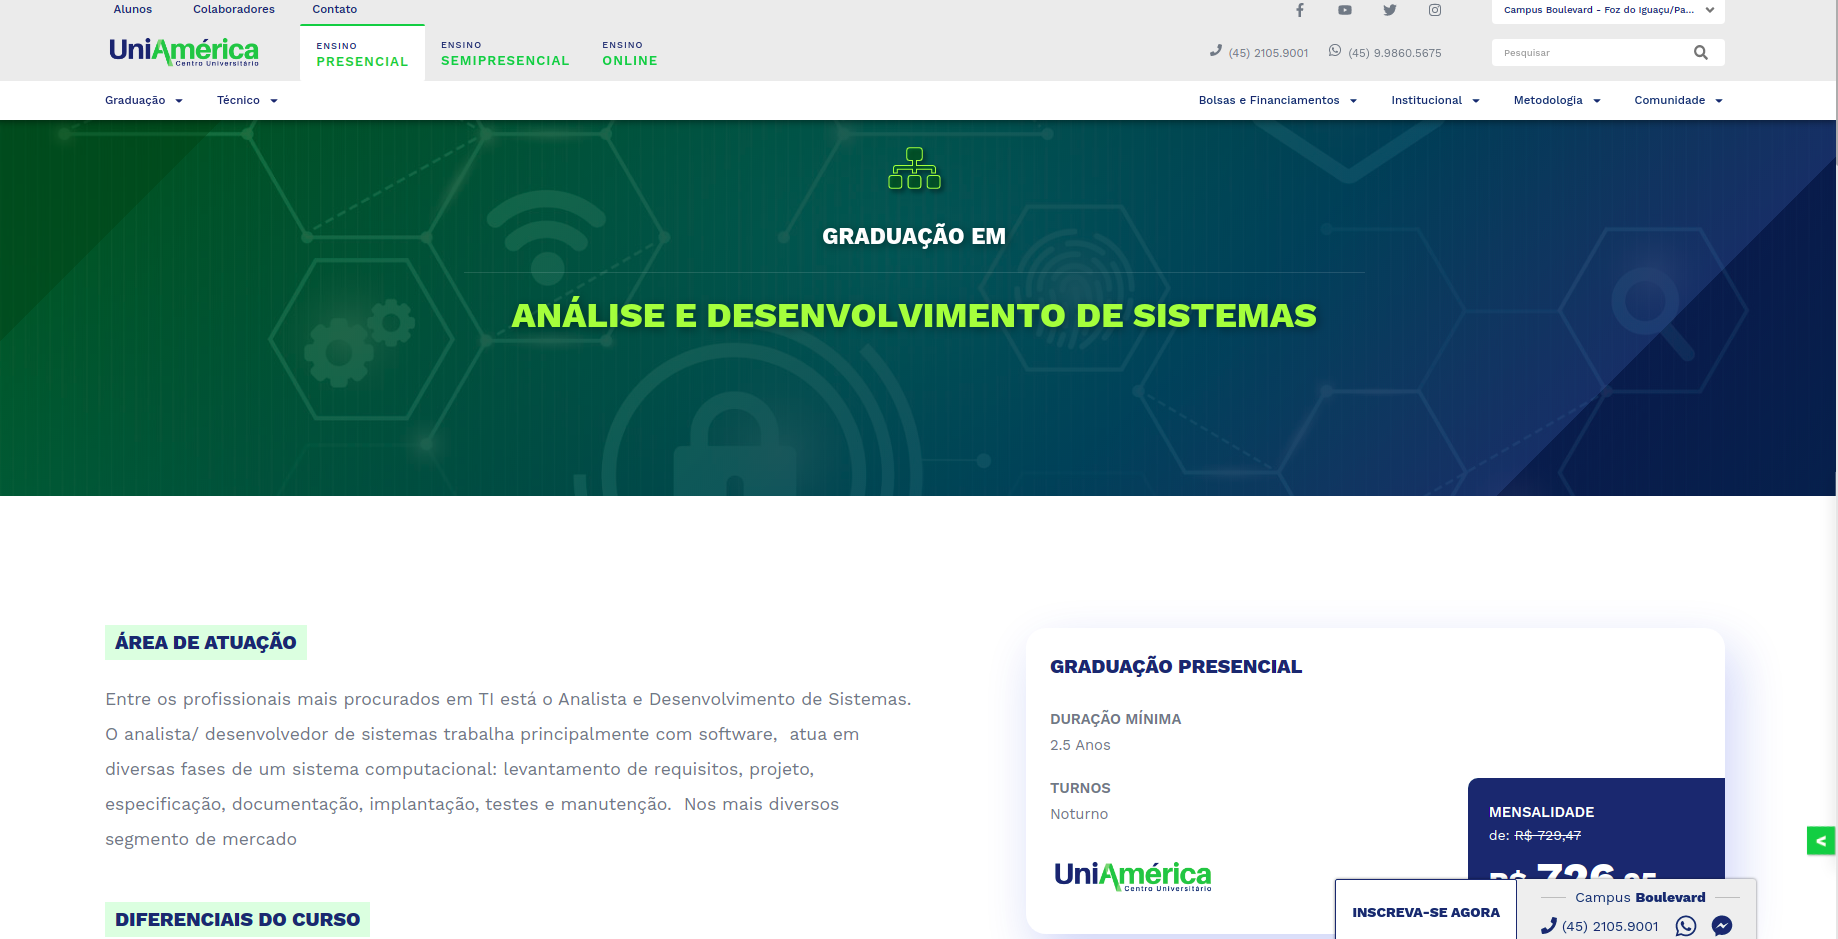 Alunos
Colaboradores
Contato
Campus Boulevard - Foz do Iguaçu/Pa...
UniAmérica
Centro Universitário
ENSINO
PRESENCIAL
ENSINO
SEMIPRESENCIAL
ENSINO
ONLINE
(45) 2105.9001
(45) 9.9860.5675
Pesquisar
Graduação
Técnico
Bolsas e Financiamentos
Institucional
Metodologia
Comunidade
GRADUAÇÃO EM
ANÁLISE E DESENVOLVIMENTO DE SISTEMAS
ÁREA DE ATUAÇÃO
Entre os profissionais mais procurados em TI está o Analista e Desenvolvimento de Sistemas.
O analista/ desenvolvedor de sistemas trabalha principalmente com software, atua em
diversas fases de um sistema computacional: levantamento de requisitos, projeto,
especificação, documentação, implantação, testes e manutenção. Nos mais diversos
segmento de mercado
DIFERENCIAIS DO CURSO
GRADUAÇÃO PRESENCIAL
DURAÇÃO MÍNIMA
2.5 Anos
TURNOS
Noturno
UniAmérica
Centro Universitário
MENSALIDADE
de: R$ 729,47
R$ 726
<
INSCREVA-SE AGORA
Campus Boulevard
(45) 2105.9001